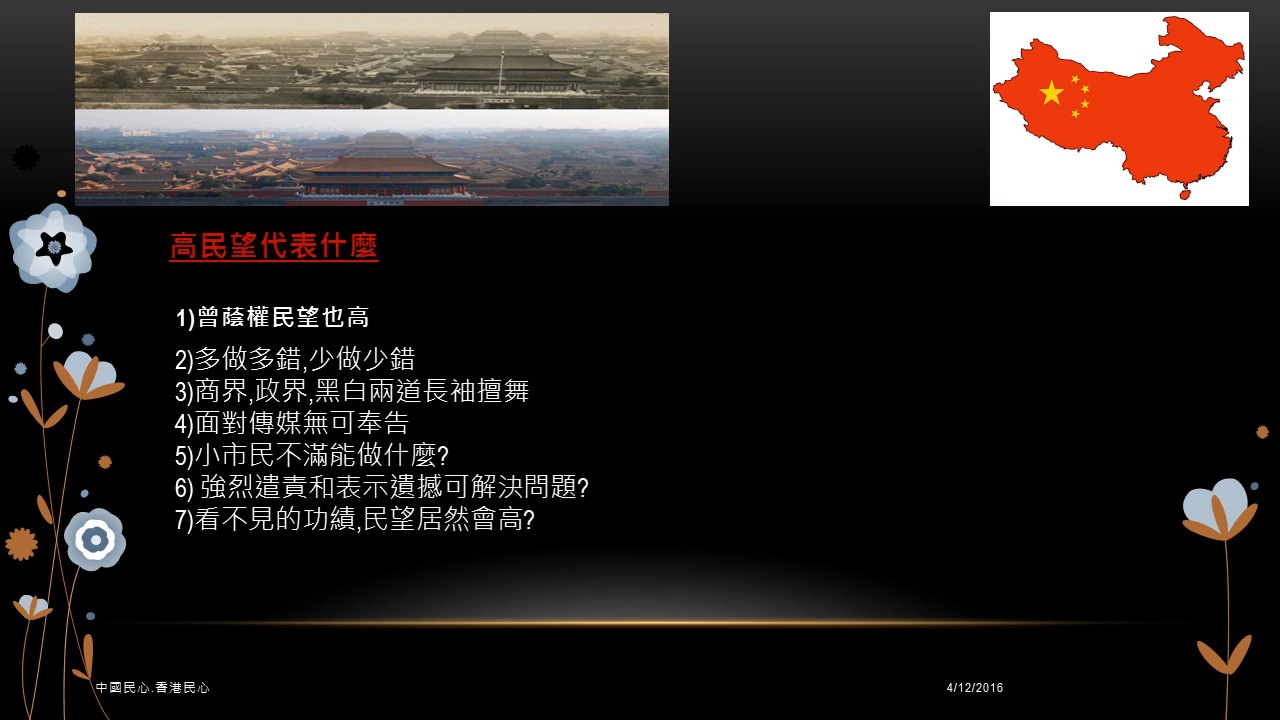 高民望代表什麼
1)曾蔭權民望也高
2)多做多錯,少做少錯
3)商界,政界,黑白兩道長袖擅舞
4)面對傳媒無可奉告
5)小市民不滿能做什麼?
6) 強烈遣責和表示遺撼可解決問題?
7)看不見的功績,民望居然會高?
中國民心.香港民心
4/12/2016